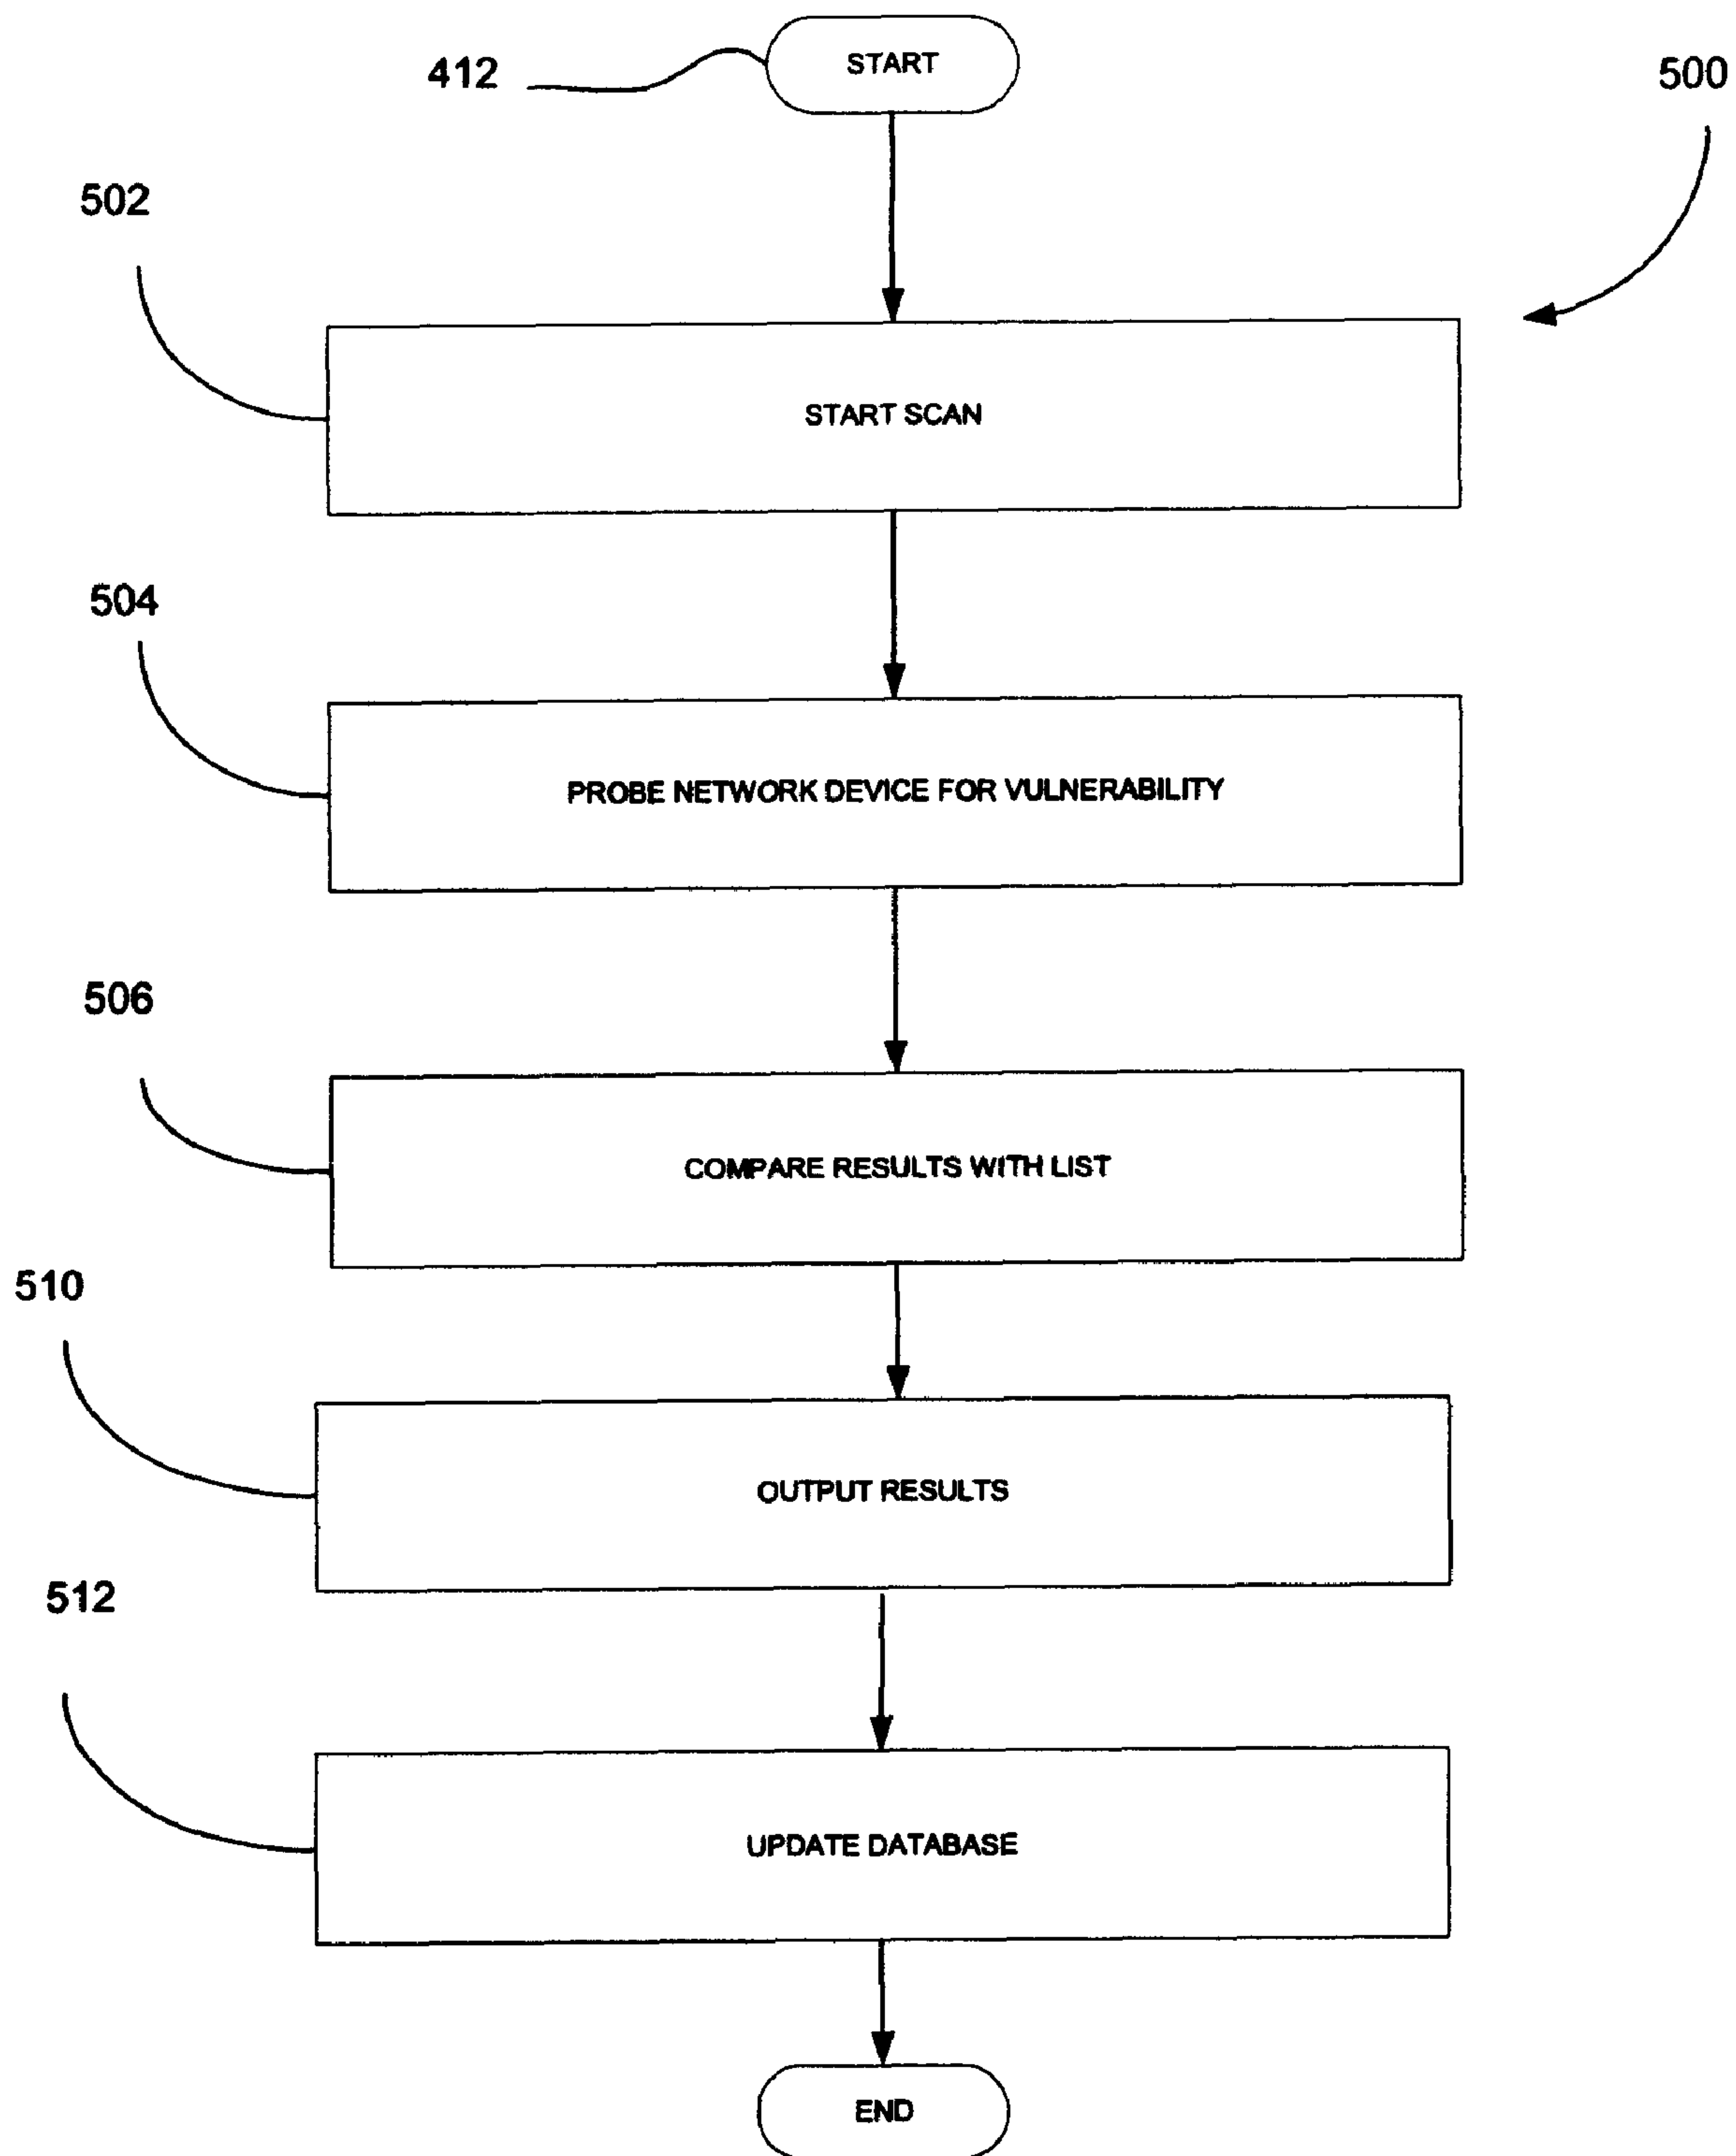 412
START
500
502
START SCAN
504
PROBE NETWORK DEVICE FOR VULNERABILITY
506
COMPARE RESULTS WITH LIST
510
OUTPUT RESULTS
512
UPDATE DATABASE
END